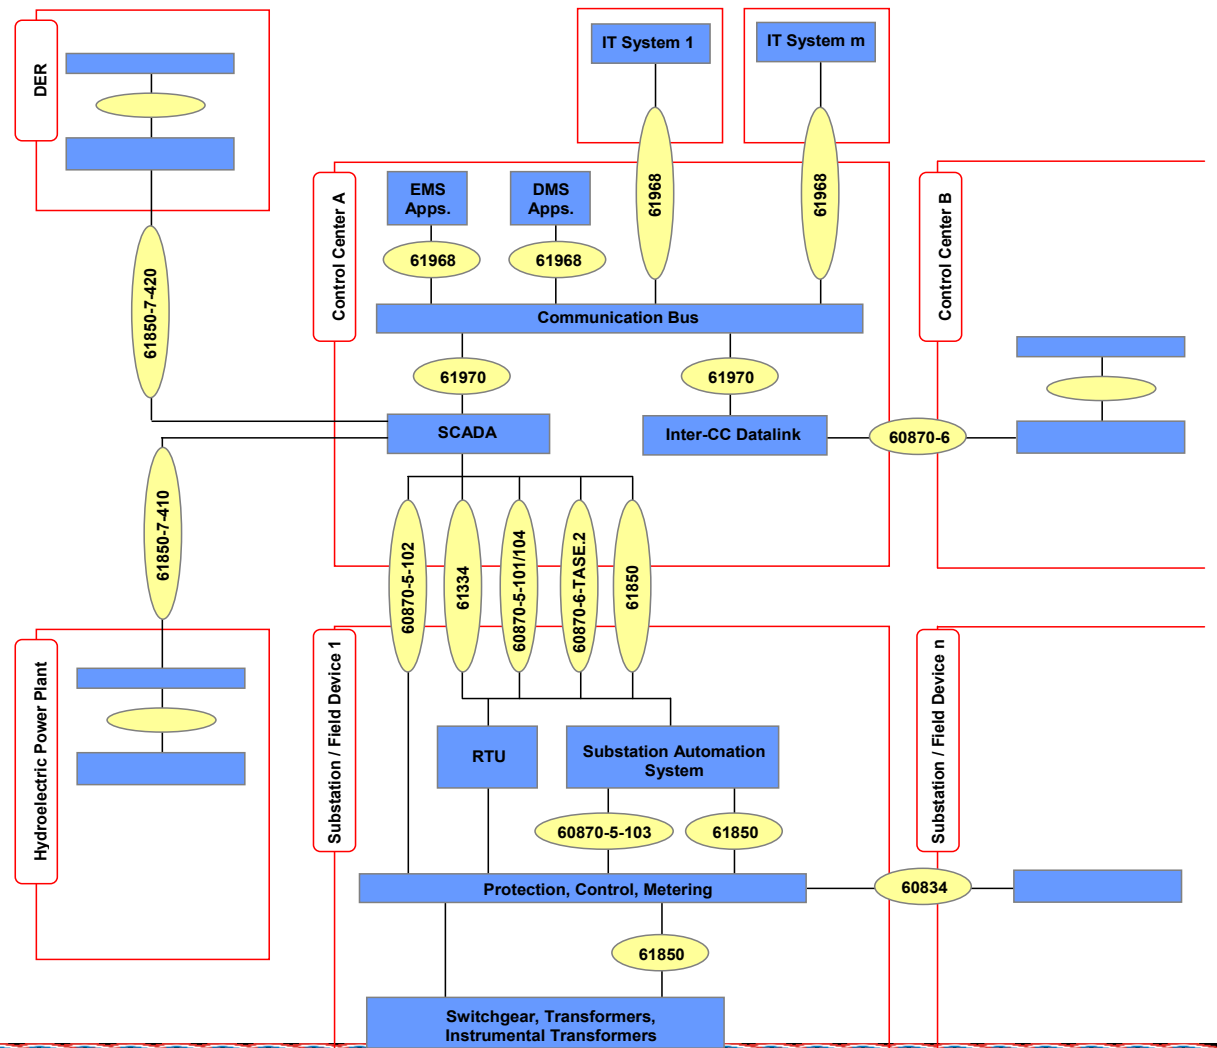 DER
IT System 1
IT System m
61968
61968
Control Center A
EMS
Apps.
DMS
Apps.
61968
61968
Communication Bus
61970
61970
SCADA
Inter-CC Datalink
60870-6
Control Center B
61850-7-420
61850-7-410
60870-5-102
61334
60870-5-101/104
60870-6-TASE.2
61850
Hydroelectric Power Plant
Substation / Field Device 1
Substation / Field Device n
RTU
Substation Automation
System
60870-5-103
61850
Protection, Control, Metering
60834
61850
Switchgear, Transformers,
Instrumental Transformers